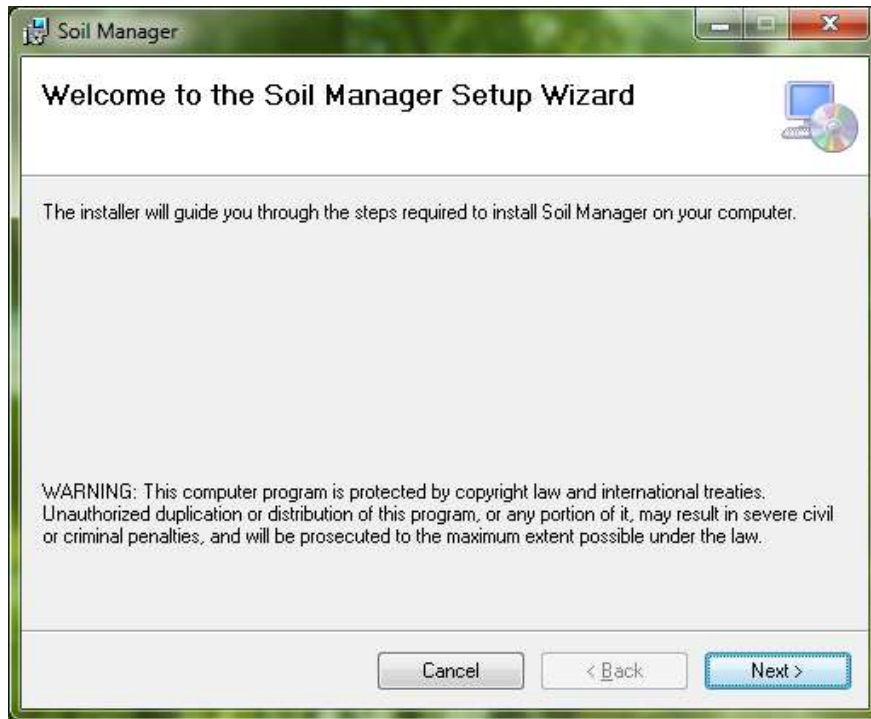 Soil Manager
Welcome to the Soil Manager Setup Wizard
The installer will guide you through the steps required to install Soil Manager on your computer.
WARNING: This computer program is protected by copyright law and international treaties.
Unauthorized duplication or distribution of this program, or any portion of it, may result in severe civil
or criminal penalties, and will be prosecuted to the maximum extent possible under the law.
Cancel < Back Next >